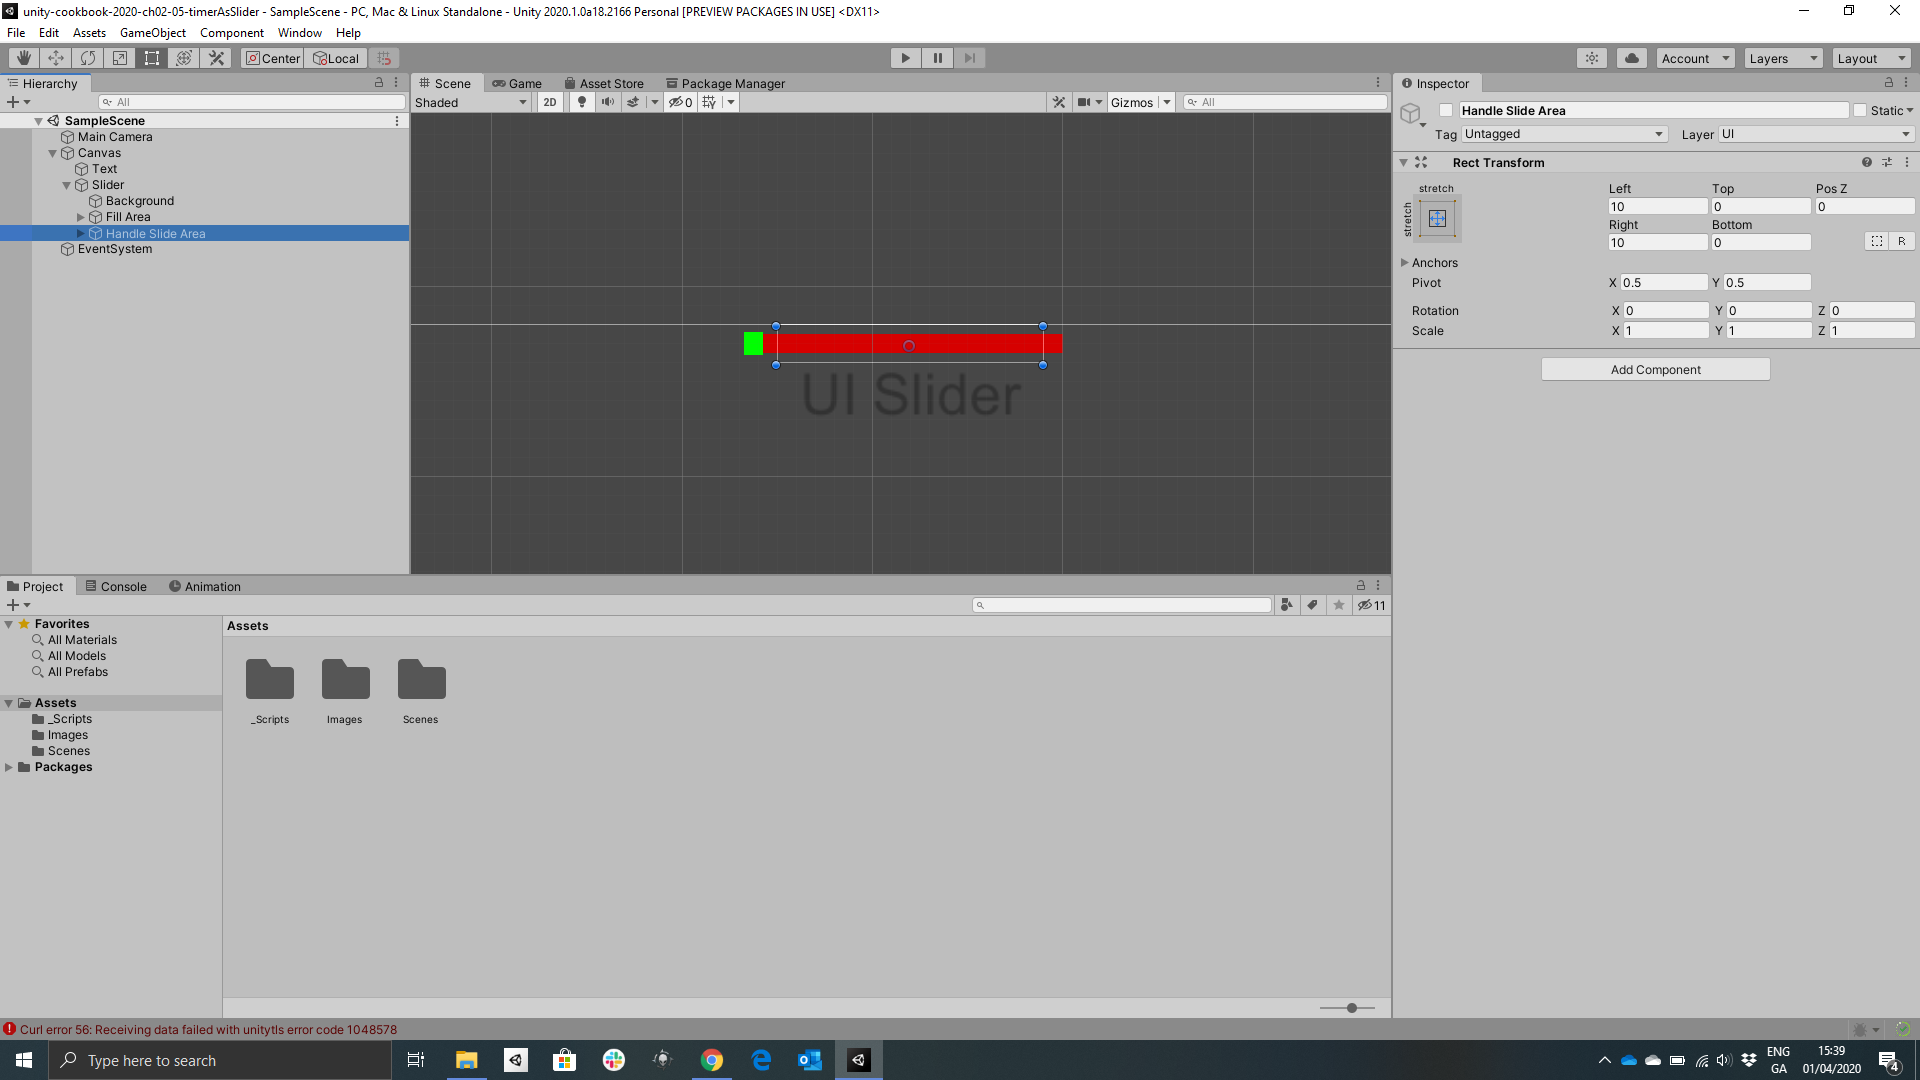 unity-cookbook-2020-ch02-05-timerAsSlider - SampleScene - PC, Mac & Linux Standalone - Unity 2020.1.0a18.2166 Personal [PREVIEW PACKAGES IN USE] <DX11>
File Edit Assets GameObject Component Window Help
Center Local Account Layers Layout
Hierarchy
All
SampleScene
Main Camera
Canvas
Text
Slider
Background
Fill Area
Handle Slide Area
EventSystem
Scene Game Asset Store Package Manager
Shaded 2D 0 Gizmos All
UI Slider
Inspector
Handle Slide Area Static
Tag Untagged Layer UI
Rect Transform
stretch Left Top Pos Z
stretch 10 0 0
Right Bottom
10 0 R
Anchors
Pivot X 0.5 Y 0.5
Rotation X 0 Y 0 Z 0
Scale X 1 Y 1 Z 1
Add Component
Project Console Animation
11
Favorites
All Materials
All Models
All Prefabs
Assets
_Scripts
Images
Scenes
Packages
Assets
_Scripts Images Scenes
Curl error 56: Receiving data failed with unitytls error code 1048578
Type here to search
ENG
GA
15:39
01/04/2020
4